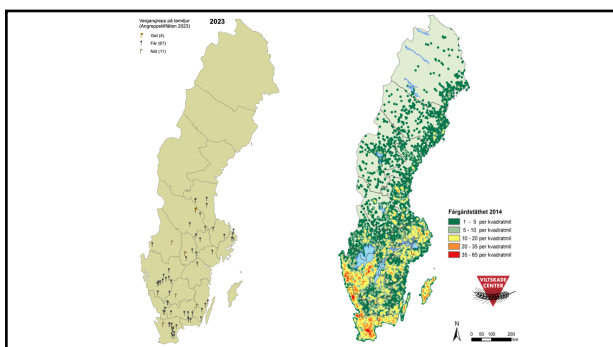 Vargangrepp på tamdjur
(Angreppstillfällen 2023)
2023
Get (4)
Får (67)
Nöt (11)
Fårgårdstäthet 2014
1 - 5 per kvadratmil
5 - 10 per kvadratmil
10 - 20 per kvadratmil
20 - 35 per kvadratmil
35 - 65 per kvadratmil
VILTSKADE
CENTER
N
0 50 100 200
km